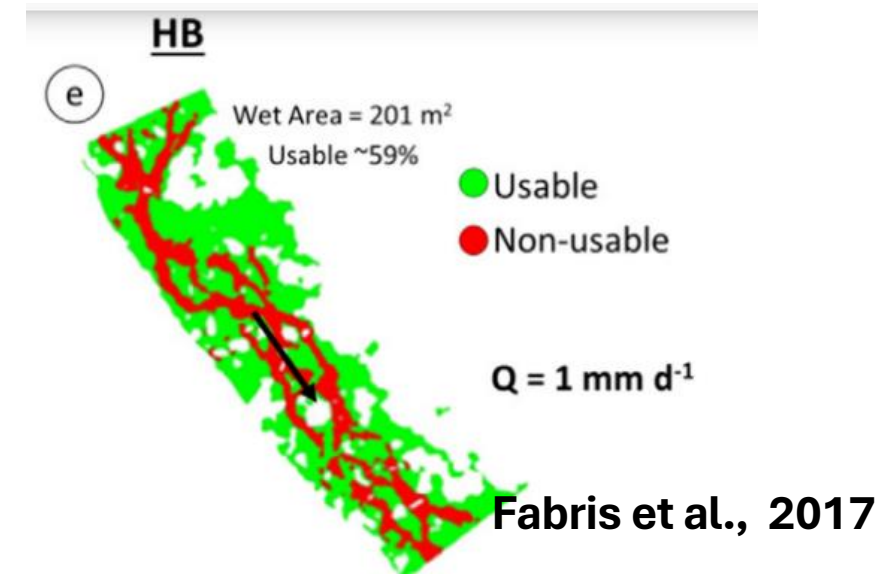 HB
e
Wet Area = 201 m²
Usable ~59%
Usable
Non-usable
Q = 1 mm d⁻¹
Fabris et al., 2017